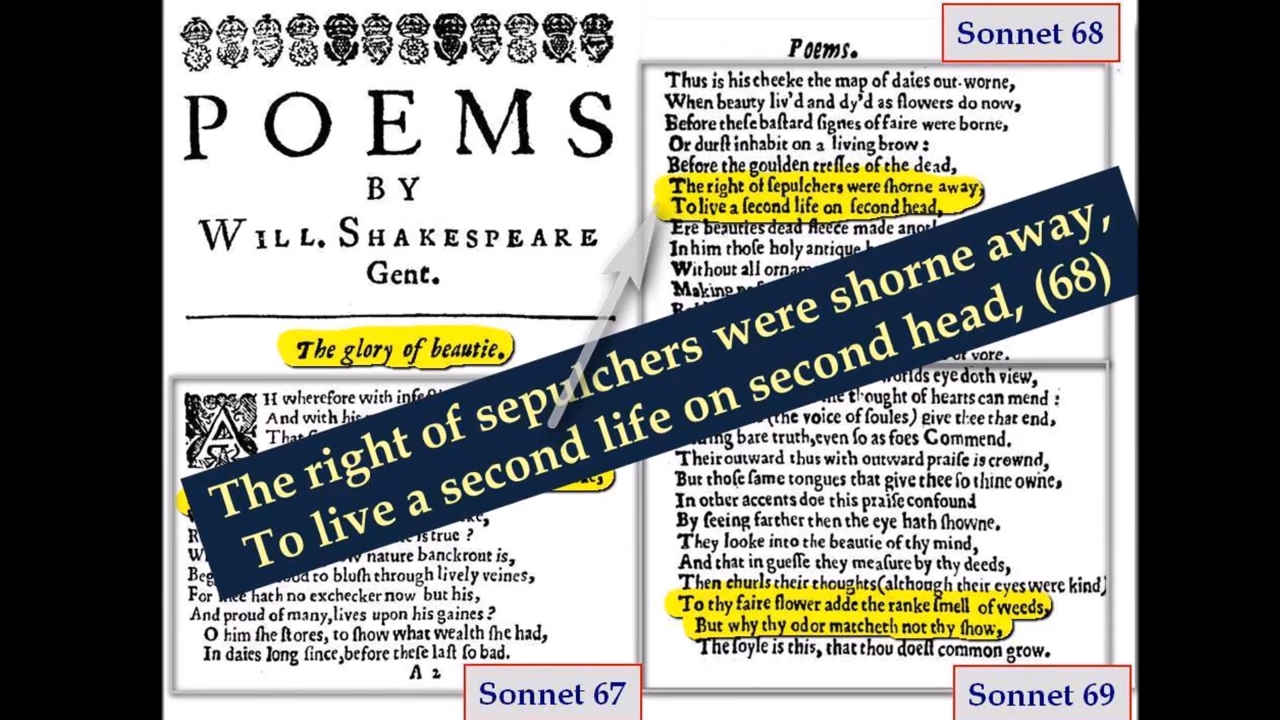 POEMS
BY
WILL. SHAKESPEARE
Gent.
The glory of beautie.
AH wherefore with
And with his
That
is true ?
nature banckrout is,
to blush through lively veines,
For hath no exchecker now but his,
And proud of many,lives upon his gaines ?
O him she stores, to show what wealth she had,
In daies long since,before these last so bad.
A 2
Sonnet 67
Sonnet 68
Poems.
Thus is his cheeke the map of daies out-worne,
When beauty liv'd and dy'd as flowers do now,
Before these bastard signes of faire were borne,
Or durst inhabit on a living brow :
Before the goulden tresses of the dead,
The right of sepulchers were shorne away,
To live a second life on second head,
Ere beauties dead fleece made
In him those holy antique
Without all
Making
The right of sepulchers were shorne away,
To live a second life on second head, (68)
eye doth view,
thought of hearts can mend :
(the voice of soules) give thee that end,
bare truth,even so as foes Commend.
Their outward thus with outward praise is crownd,
But those same tongues that give thee so thine owne,
In other accents doe this praise confound
By seeing farther then the eye hath showne.
They looke into the beautie of thy mind,
And that in guesse they measure by thy deeds,
Then churls their thoughts(although their eyes were kind)
To thy faire flower adde the ranke smell of weeds,
But why thy odor matcheth not thy show,
The soyle is this, that thou doest common grow.
Sonnet 69